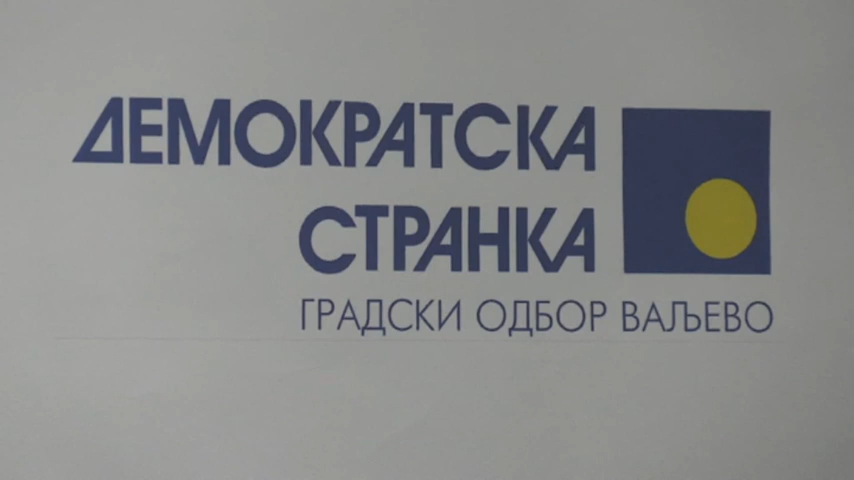 ДЕМОКРАТСКА
СТРАНКА
ГРАДСКИ ОДБОР ВАЉЕВО